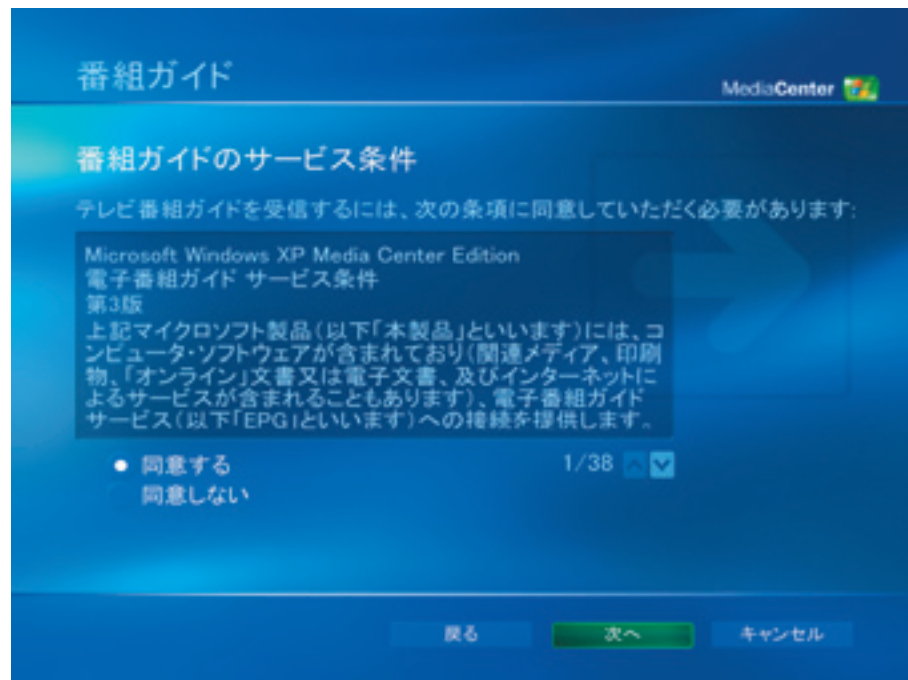 番組ガイド
MediaCenter
番組ガイドのサービス条件
テレビ番組ガイドを受信するには、次の条項に同意していただく必要があります:
Microsoft Windows XP Media Center Edition
電子番組ガイド サービス条件
第3版
上記マイクロソフト製品(以下「本製品」といいます)には、コ
ンピュータ・ソフトウェアが含まれており(関連メディア、印刷
物、「オンライン」文書又は電子文書、及びインターネットに
よるサービスが含まれることもあります)、電子番組ガイド
サービス(以下「EPG」といいます)への接続を提供します。
同意する
1/38
同意しない
戻る
次へ
キャンセル